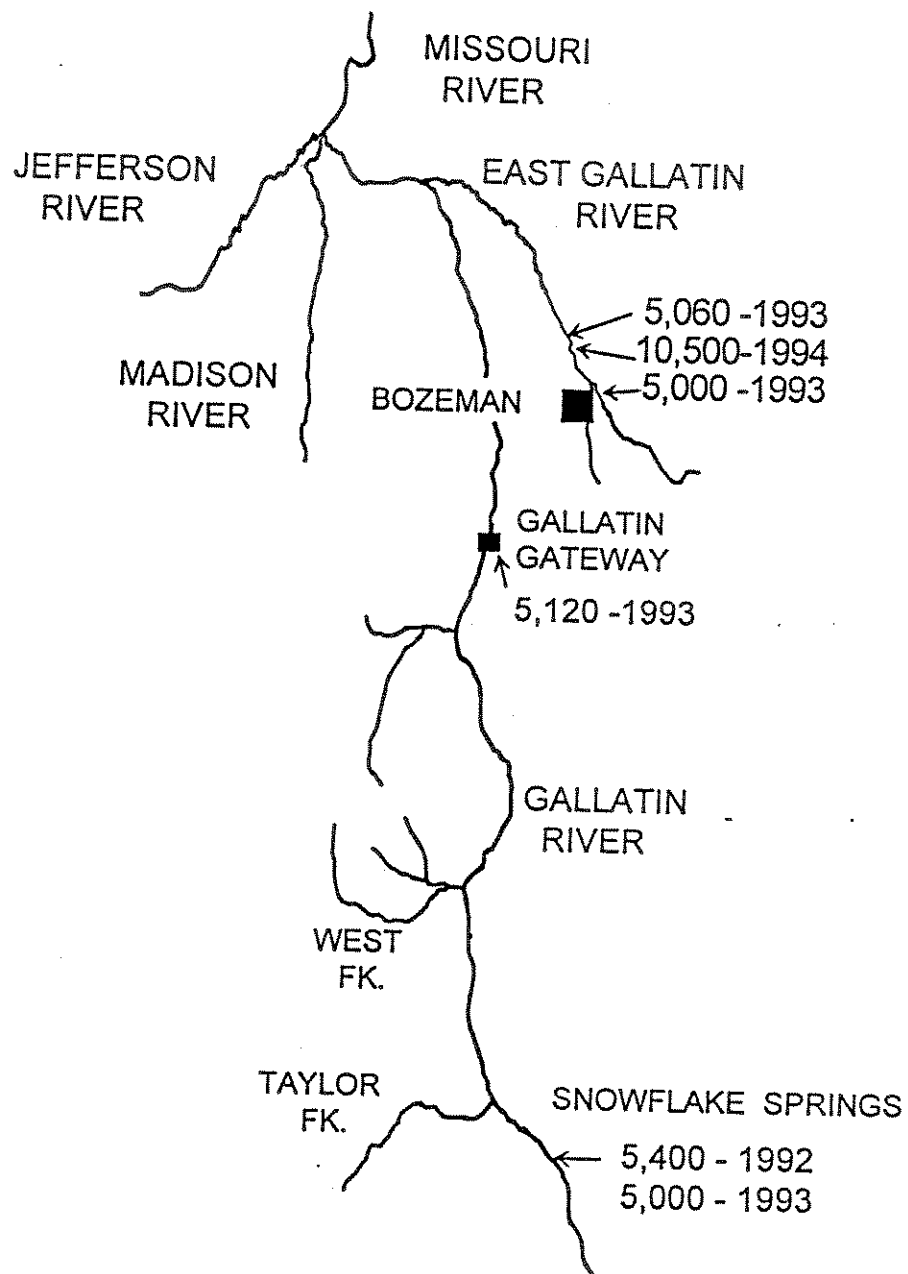 MISSOURI
RIVER
JEFFERSON
RIVER
EAST GALLATIN
RIVER
5,060 -1993
10,500-1994
5,000 -1993
MADISON
RIVER
BOZEMAN
GALLATIN
GATEWAY
5,120 -1993
GALLATIN
RIVER
WEST
FK.
TAYLOR
FK.
SNOWFLAKE SPRINGS
5,400 - 1992
5,000 - 1993